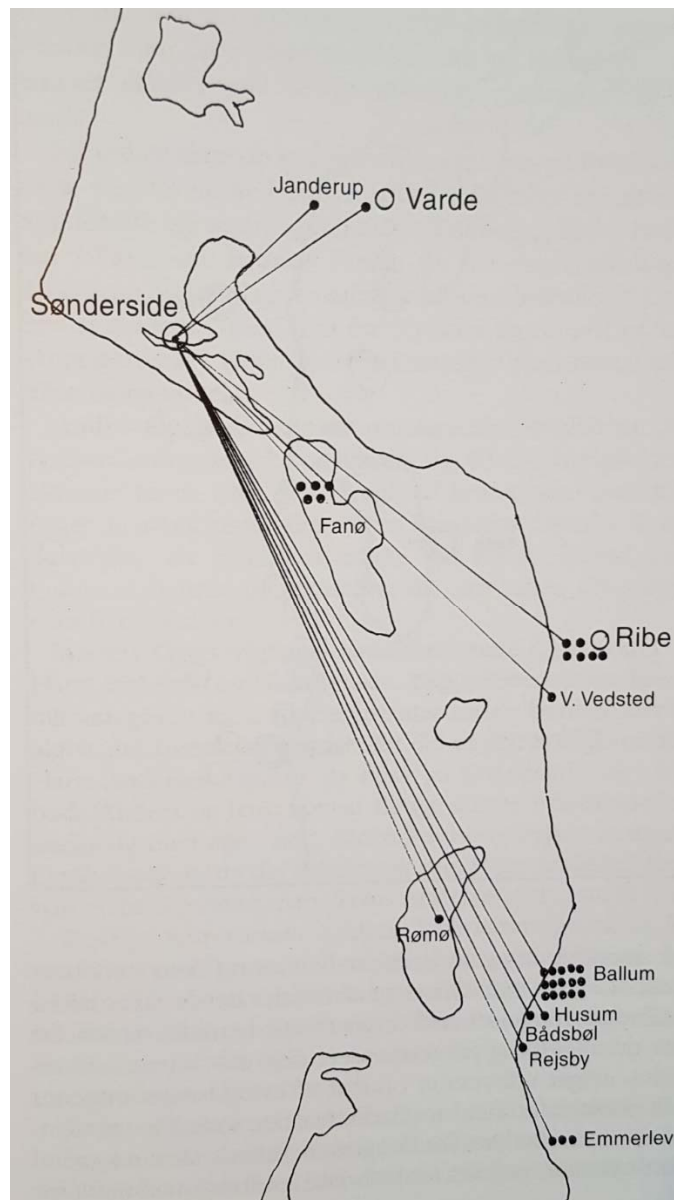 Janderup
Varde
Sønderside
Fanø
Ribe
V. Vedsted
Rømø
Ballum
Husum
Bådsbøl
Rejsby
Emmerlev